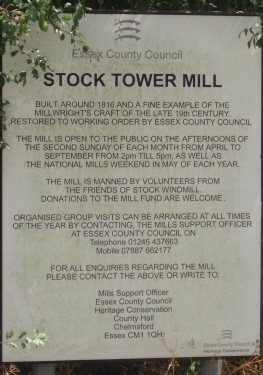 Essex County Council
STOCK TOWER MILL
BUILT AROUND 1816 AND A FINE EXAMPLE OF THE
MILLWRIGHT'S CRAFT OF THE LATE 19th CENTURY.
RESTORED TO WORKING ORDER BY ESSEX COUNTY COUNCIL
THE MILL IS OPEN TO THE PUBLIC ON THE AFTERNOONS OF
THE SECOND SUNDAY OF EACH MONTH FROM APRIL TO
SEPTEMBER FROM 2pm TILL 5pm, AS WELL AS
THE NATIONAL MILLS WEEKEND IN MAY OF EACH YEAR.
THE MILL IS MANNED BY VOLUNTEERS FROM
THE FRIENDS OF STOCK WINDMILL.
DONATIONS TO THE MILL FUND ARE WELCOME
ORGANISED GROUP VISITS CAN BE ARRANGED AT ALL TIMES
OF THE YEAR BY CONTACTING, THE MILLS SUPPORT OFFICER
AT ESSEX COUNTY COUNCIL ON
Telephone 01245 437663
Mobile 07887 662177
FOR ALL ENQUIRIES REGARDING THE MILL
PLEASE CONTACT THE ABOVE OR WRITE TO;
Mills Support Officer
Essex County Council
Heritage Conservation
County Hall
Chelmsford
Essex CM1 1QH
Essex County Council
Heritage Conservation